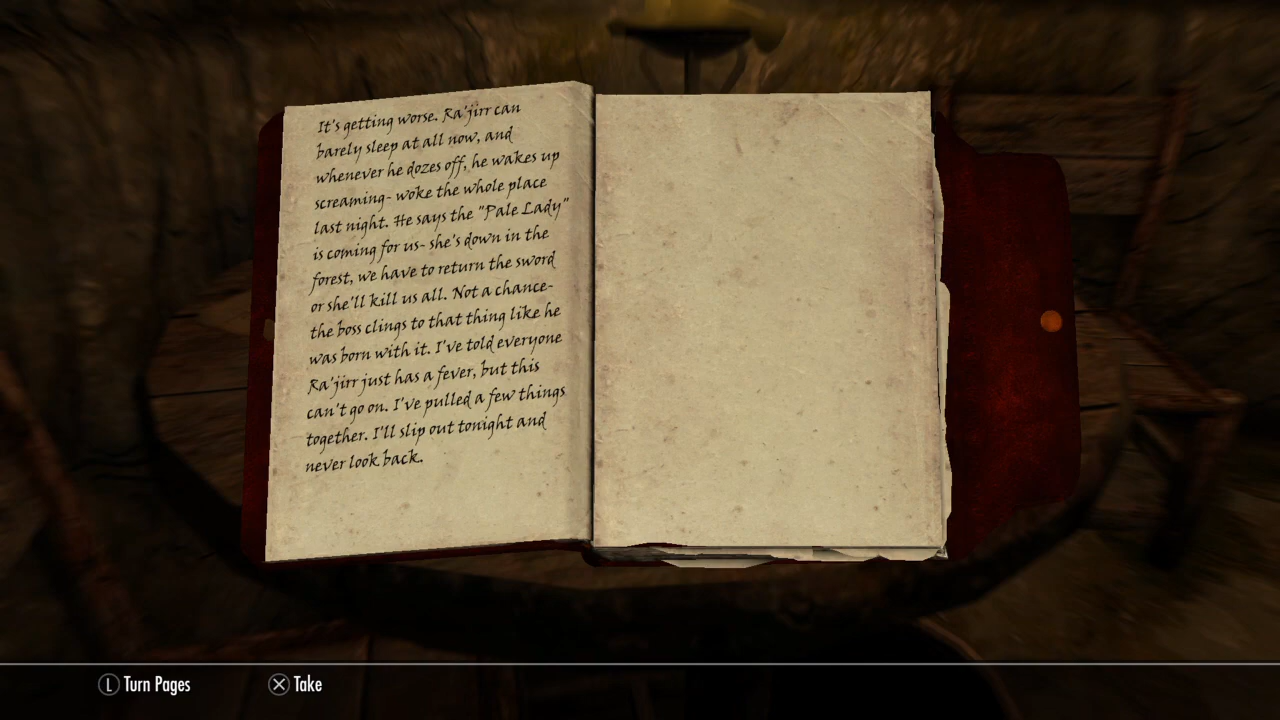 It's getting worse. Ra'jirr can
barely sleep at all now, and
whenever he dozes off, he wakes up
screaming- woke the whole place
last night. He says the "Pale Lady"
is coming for us- she's down in the
forest, we have to return the sword
or she'll kill us all. Not a chance-
the boss clings to that thing like he
was born with it. I've told everyone
Ra'jirr just has a fever, but this
can't go on. I've pulled a few things
together. I'll slip out tonight and
never look back.
L Turn Pages
X Take